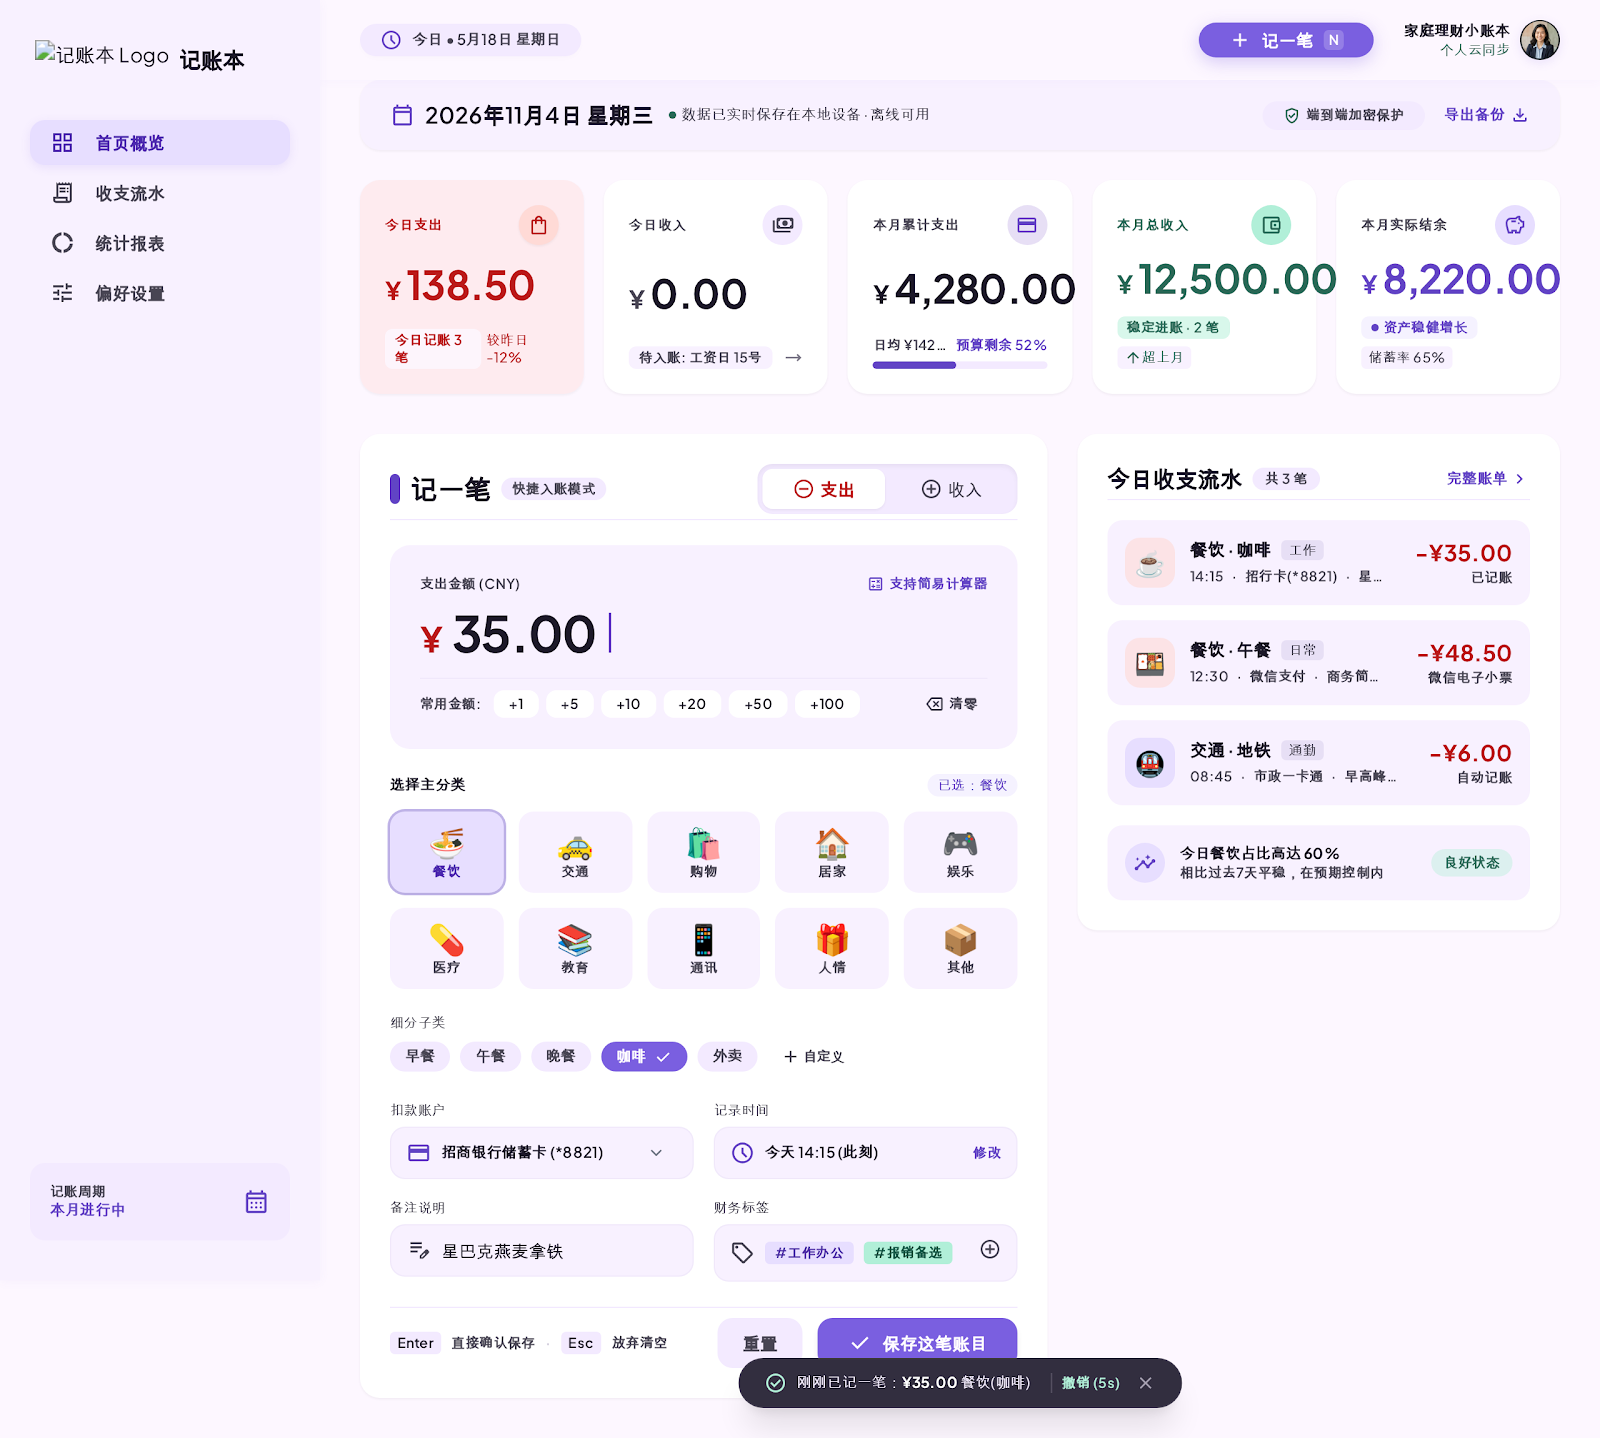 记账本 Logo 记账本
首页概览
收支流水
统计报表
偏好设置
记账周期
本月进行中
今日 • 5月18日 星期日
记一笔 N
家庭理财小账本
个人云同步
2026年11月4日 星期三
数据已实时保存在本地设备 · 离线可用
端到端加密保护
导出备份
今日支出
¥138.50
今日记账 3 笔
较昨日 -12%
今日收入
¥0.00
待入账: 工资日 15号 →
本月累计支出
¥4,280.00
日均 ¥142... 预算剩余 52%
本月总收入
¥12,500.00
稳定进账 · 2 笔
↑超上月
本月实际结余
¥8,220.00
• 资产稳健增长
储蓄率 65%
记一笔
快捷入账模式
支出
收入
支出金额 (CNY)
支持简易计算器
¥ 35.00
常用金额: +1 +5 +10 +20 +50 +100 清零
选择主分类
已选：餐饮
餐饮 交通 购物 居家 娱乐
医疗 教育 通讯 人情 其他
细分子类
早餐 午餐 晚餐 咖啡 外卖 + 自定义
扣款账户
招商银行储蓄卡 (*8821)
记录时间
今天 14:15 (此刻) 修改
备注说明
星巴克燕麦拿铁
财务标签
#工作办公 #报销备选
Enter 直接确认保存 · Esc 放弃清空
重置
保存这笔账目
今日收支流水 共 3 笔 完整账单
餐饮 · 咖啡 工作 -¥35.00
14:15 · 招行卡(*8821) · 星... 已记账
餐饮 · 午餐 日常 -¥48.50
12:30 · 微信支付 · 商务简... 微信电子小票
交通 · 地铁 通勤 -¥6.00
08:45 · 市政一卡通 · 早高峰... 自动记账
今日餐饮占比高达 60%
相比过去7天平稳，在预期控制内
良好状态
刚刚已记一笔：¥35.00 餐饮(咖啡) 撤销 (5s)